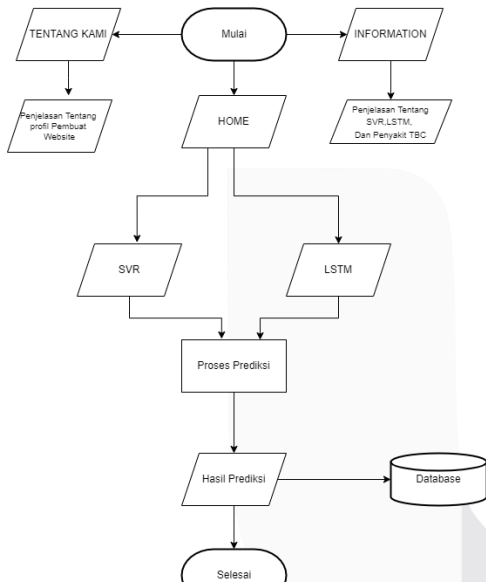 TENTANG KAMI
Mulai
INFORMATION
Penjelasan Tentang
profil Pembuat
Website
HOME
Penjelasan Tentang
SVR,LSTM,
Dan Penyakit TBC
SVR
LSTM
Proses Prediksi
Hasil Prediksi
Database
Selesai